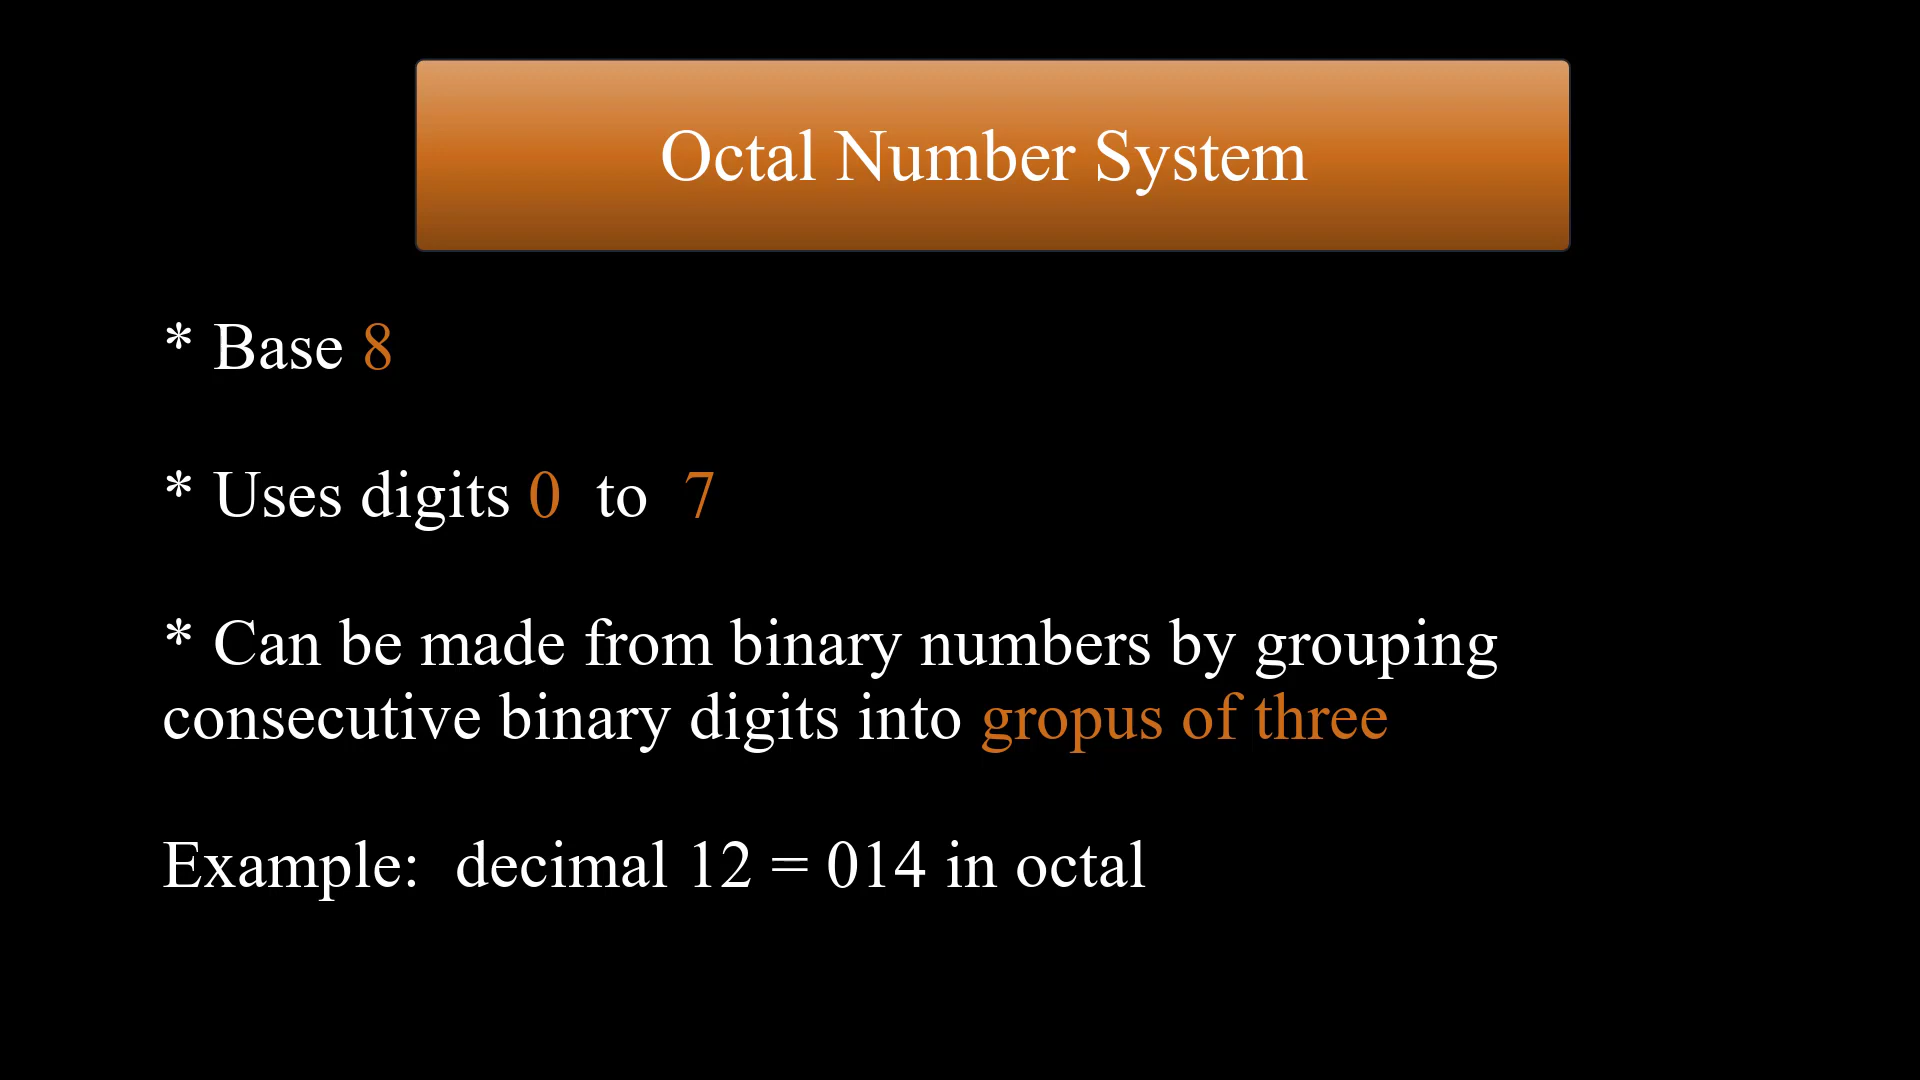 Octal Number System
* Base 8
* Uses digits 0 to 7
* Can be made from binary numbers by grouping
consecutive binary digits into gropus of three
Example: decimal 12 = 014 in octal